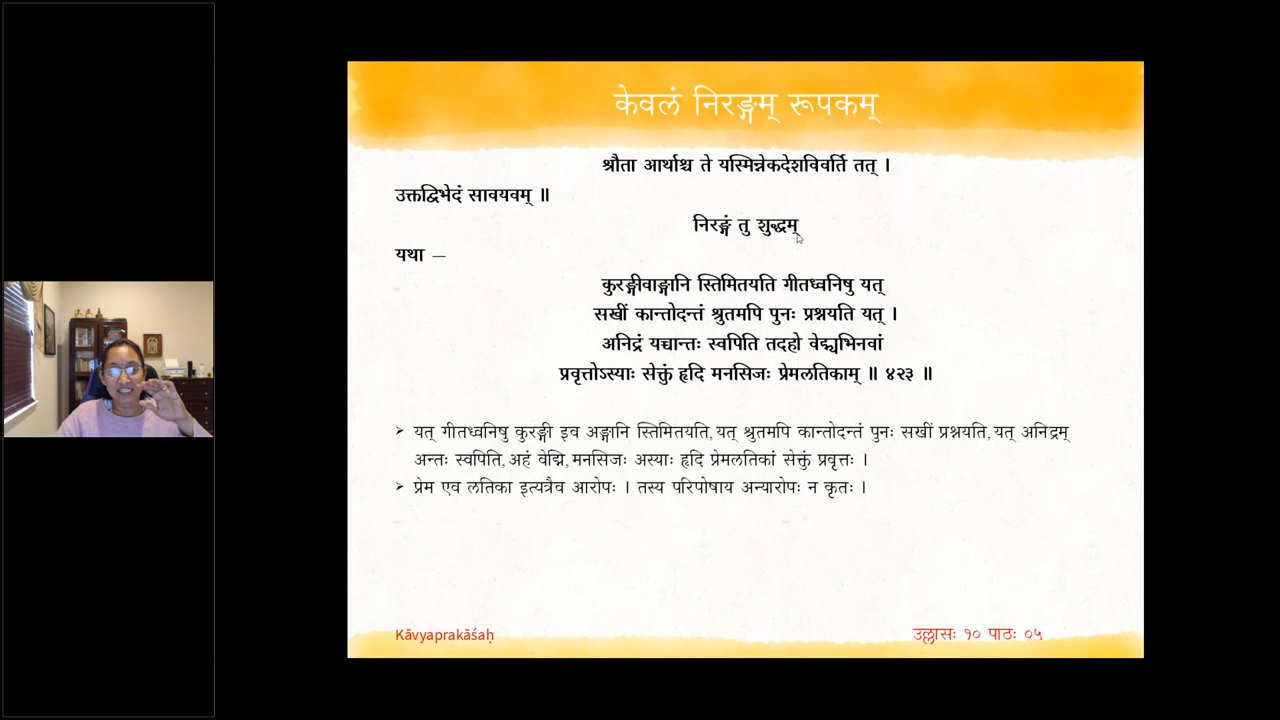 केवलं निरङ्गम् रूपकम्
श्रौता आर्थाश्च ते यस्मिन्नेकदेशविवर्ति तत् ।
उक्तद्विभेदं सावयवम् ॥
निरङ्गं तु शुद्धम्
यथा –
कुरङ्गीवाङ्गानि स्तिमितयति गीतध्वनिषु यत्
सखीं कान्तोदन्तं श्रुतमपि पुनः प्रश्नयति यत् ।
अनिद्रं यच्चान्तः स्वपिति तदहो वेद्म्यभिनवां
प्रवृत्तोऽस्याः सेक्तुं हृदि मनसिजः प्रेमलतिकाम् ॥ ४२३ ॥
➢ यत् गीतध्वनिषु कुरङ्गी इव अङ्गानि स्तिमितयति, यत् श्रुतमपि कान्तोदन्तं पुनः सखीं प्रश्नयति, यत् अनिद्रम्
अन्तः स्वपिति, अहं वेद्मि, मनसिजः अस्याः हृदि प्रेमलतिकां सेक्तुं प्रवृत्तः ।
➢ प्रेम एव लतिका इत्यत्रैव आरोपः । तस्य परिपोषाय अन्यारोपः न कृतः ।
Kāvyaprakāśaḥ
उल्लासः १० पाठः ०५